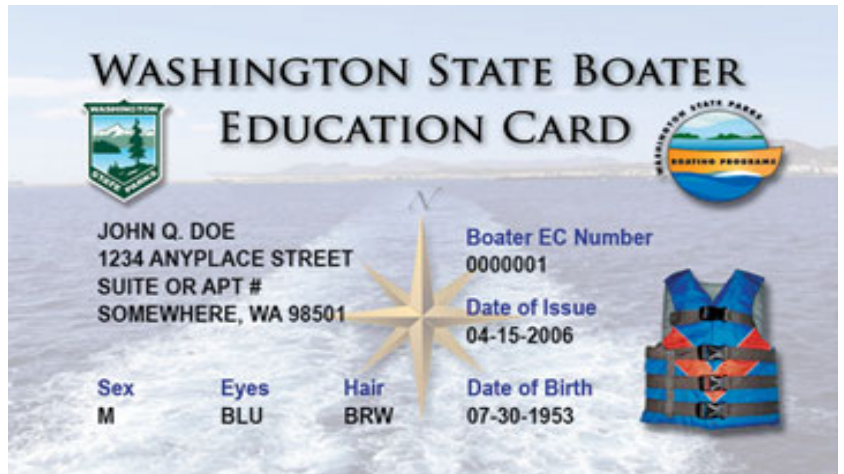 WASHINGTON STATE BOATER
EDUCATION CARD
WASHINGTON
STATE PARKS
WASHINGTON STATE PARKS
BOATING PROGRAMS
N
JOHN Q. DOE
1234 ANYPLACE STREET
SUITE OR APT #
SOMEWHERE, WA 98501
Boater EC Number
0000001
Date of Issue
04-15-2006
Sex
M
Eyes
BLU
Hair
BRW
Date of Birth
07-30-1953